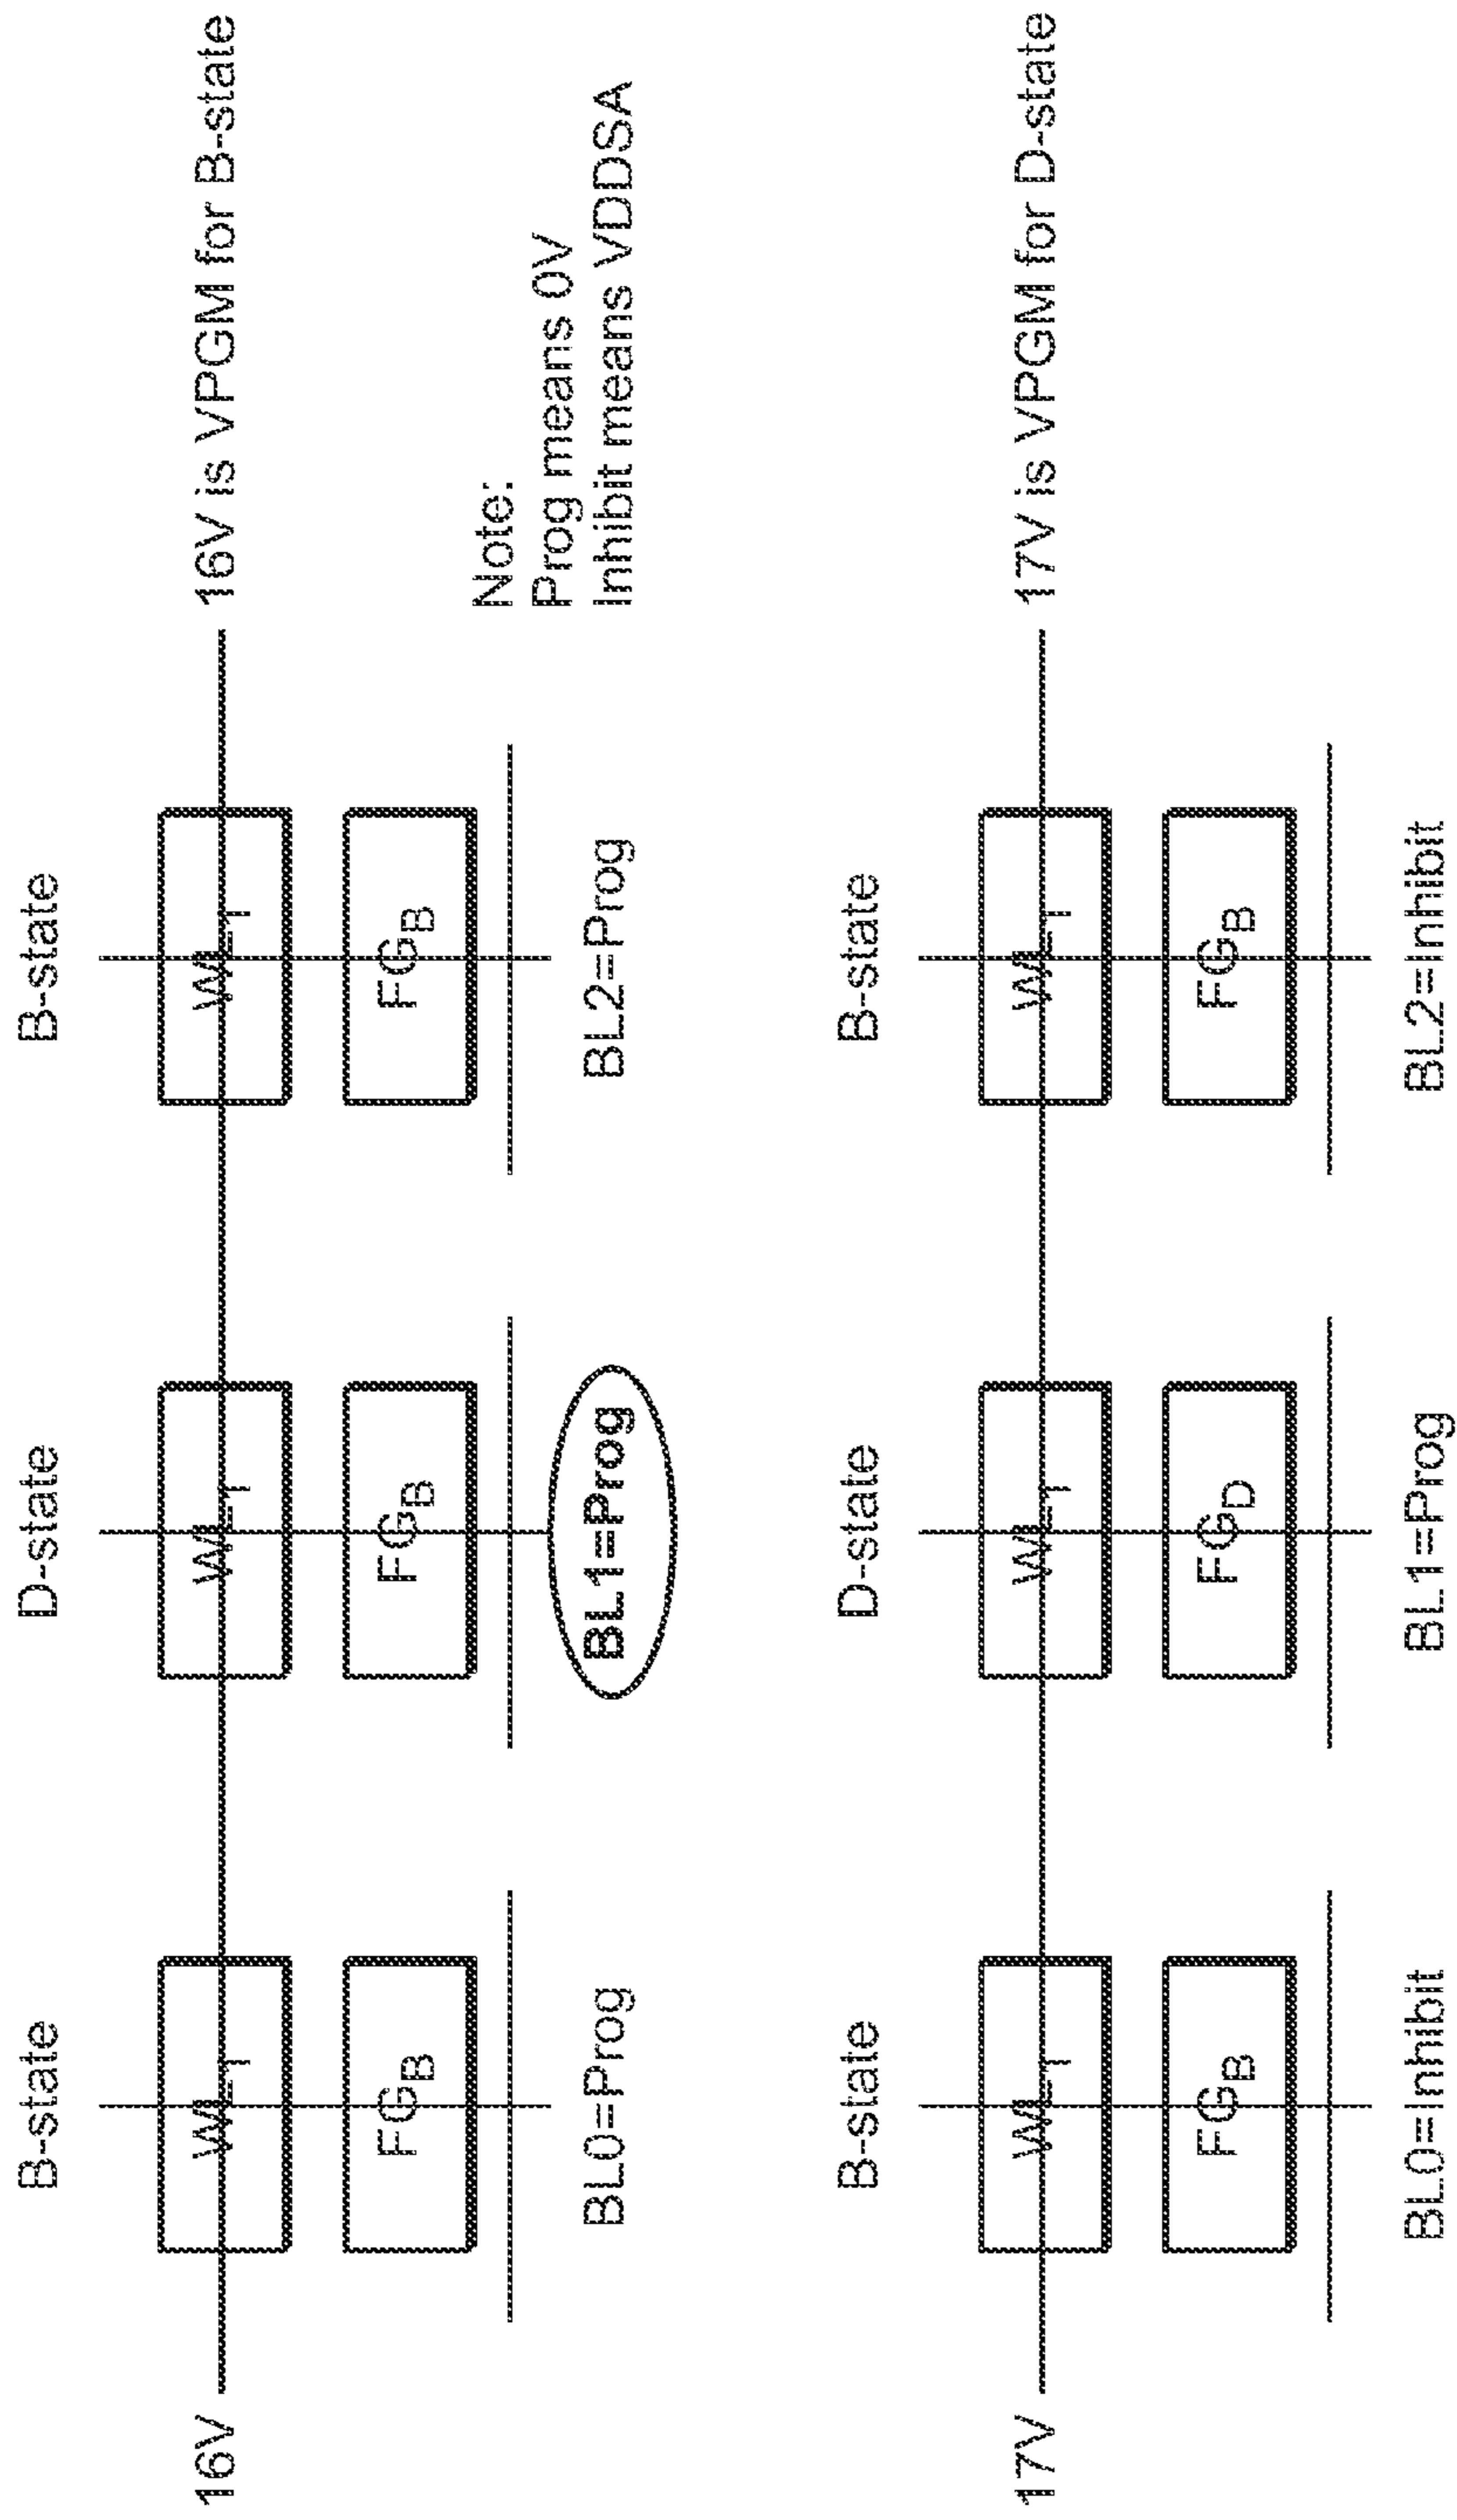 B-state D-state B-state
16V WL1 WL1 WL1 16V is VPGM for B-state
FGB FGB FGB
Note:
Prog means 0V
Inhibit means VDDSA
BL0=Prog BL1=Prog BL2=Prog
B-state D-state B-state
17V WL1 WL1 WL1 17V is VPGM for D-state
FGB FGD FGB
BL0=Inhibit BL1=Prog BL2=Inhibit